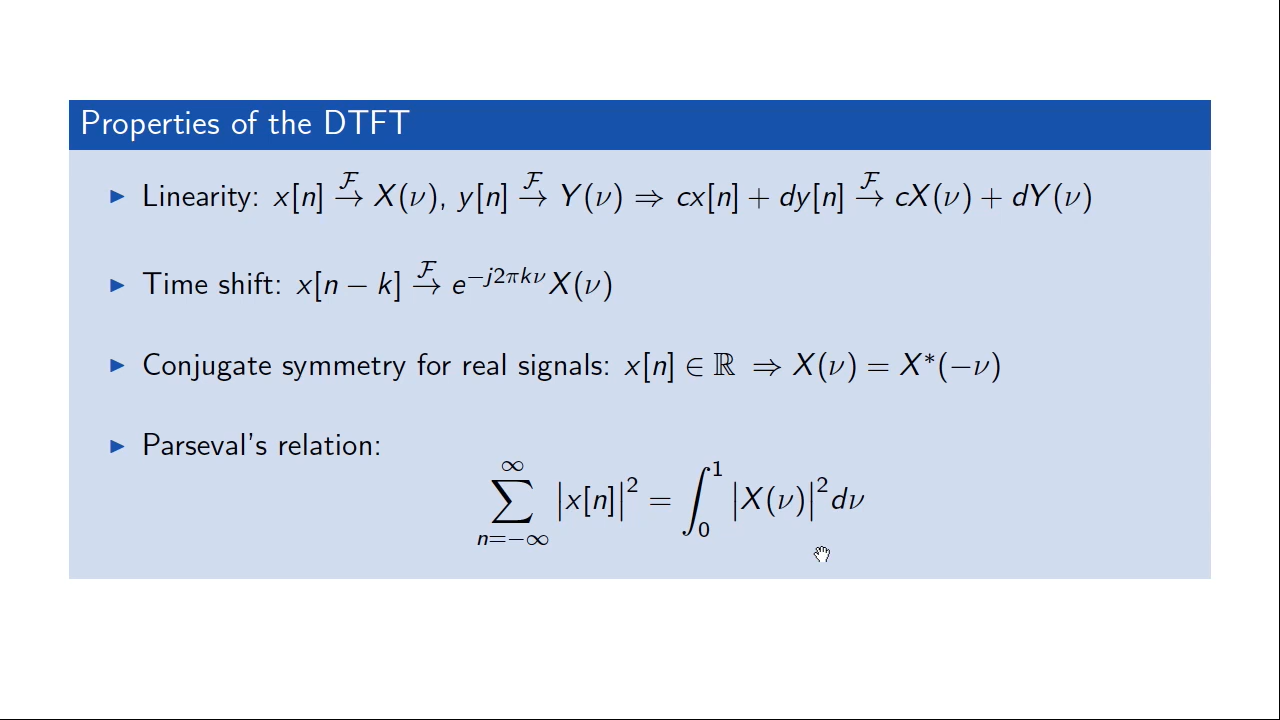 Properties of the DTFT
▶ Linearity: x[n] →^ℱ X(ν), y[n] →^ℱ Y(ν) ⇒ cx[n] + dy[n] →^ℱ cX(ν) + dY(ν)
▶ Time shift: x[n − k] →^ℱ e^{−j2πkν}X(ν)
▶ Conjugate symmetry for real signals: x[n] ∈ ℝ ⇒ X(ν) = X*(−ν)
▶ Parseval's relation:
∑_{n=−∞}^{∞} |x[n]|² = ∫_0^1 |X(ν)|² dν